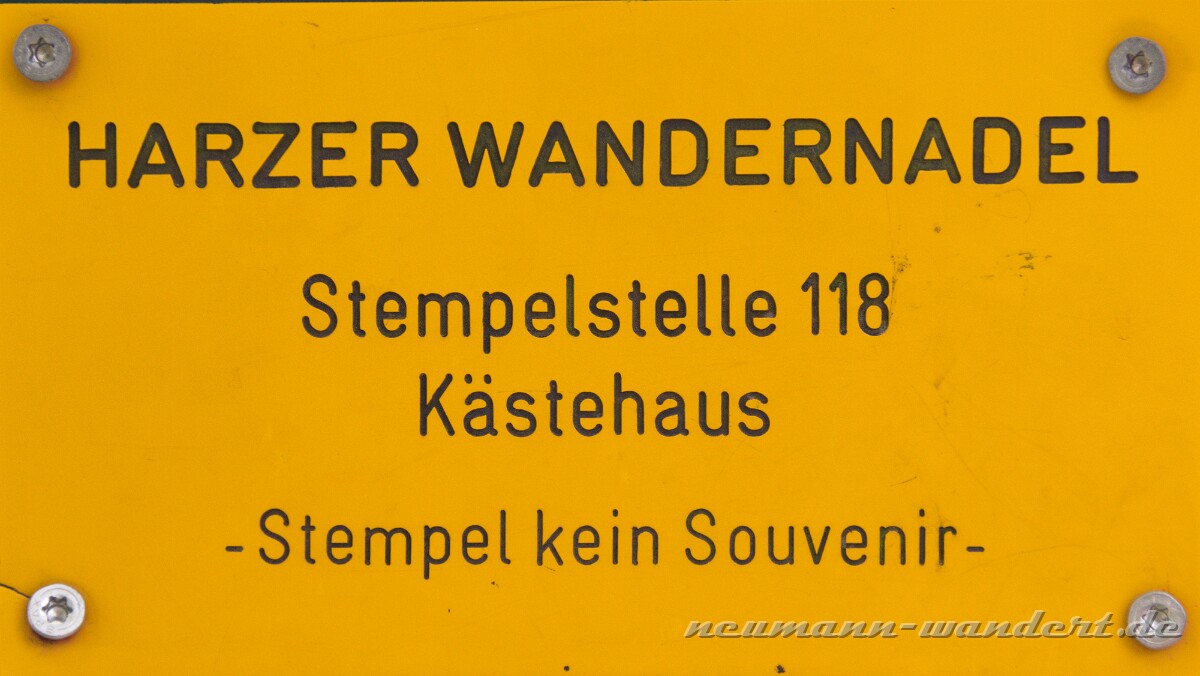 HARZER WANDERNADEL
Stempelstelle 118
Kästehaus
-Stempel kein Souvenir-
neumann-wandert.de